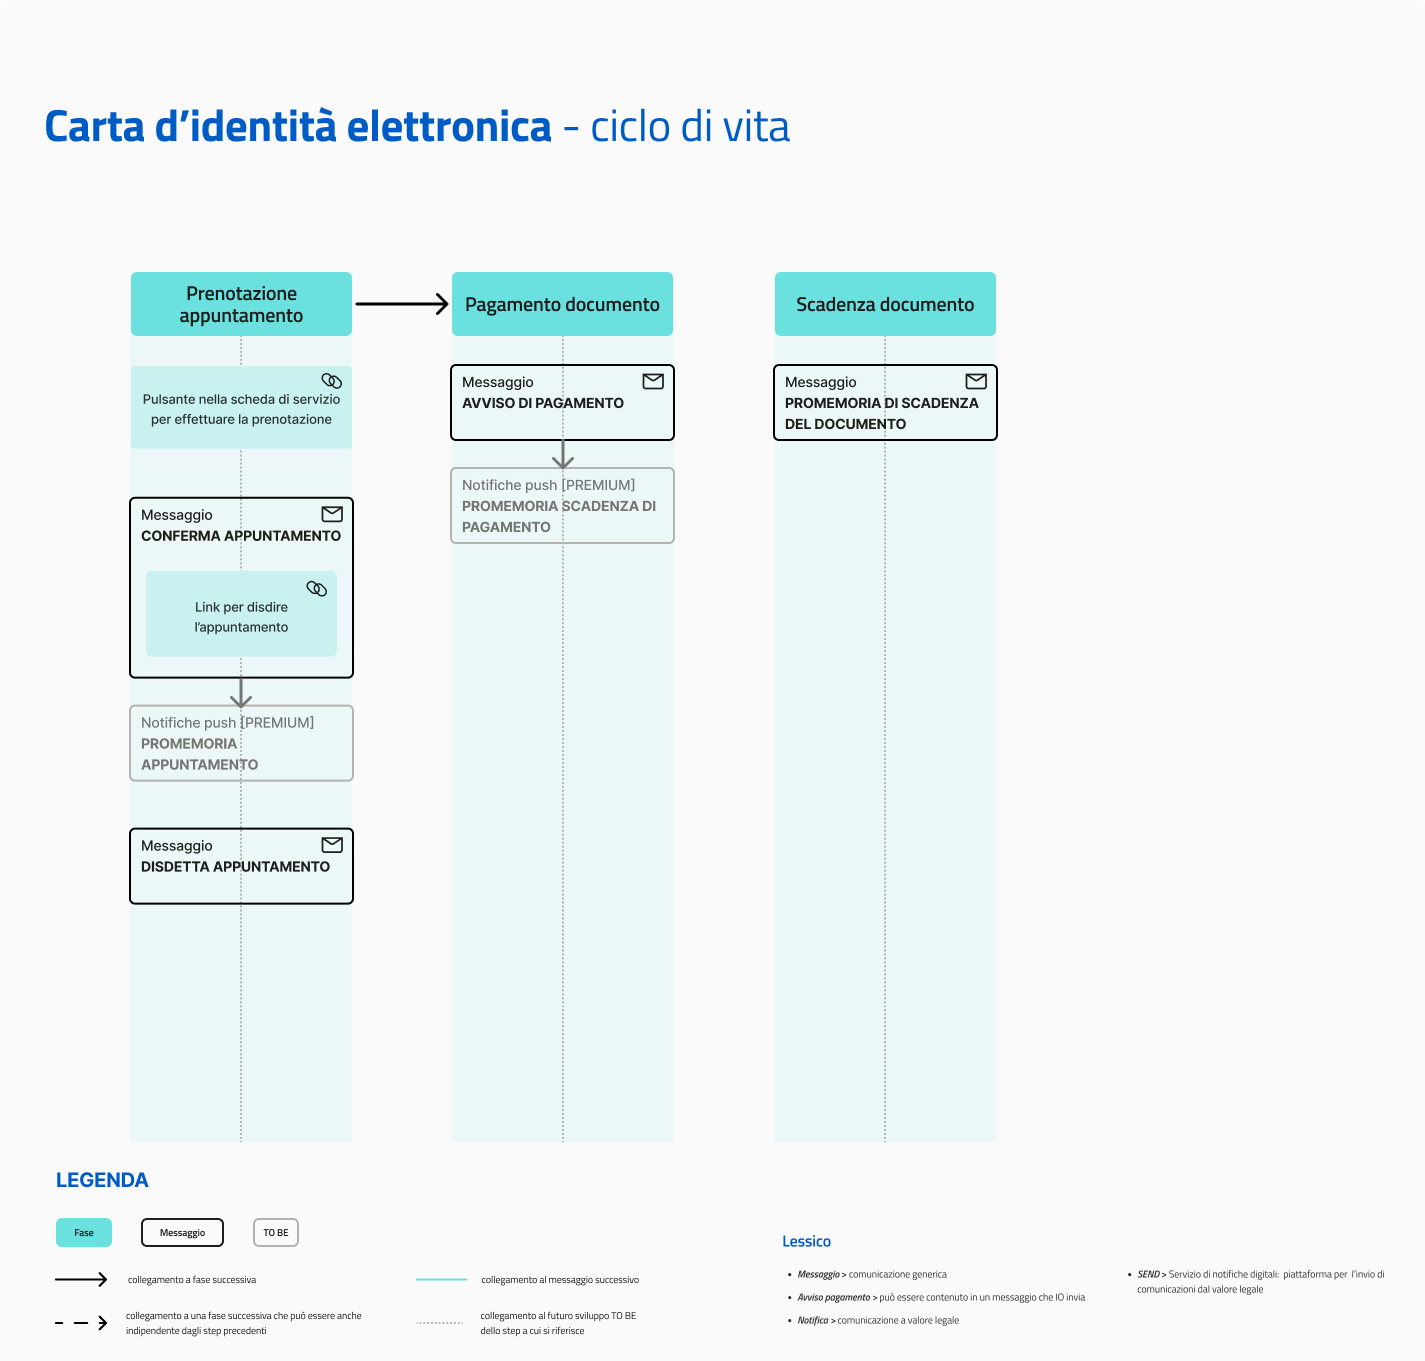 Carta d’identità elettronica - ciclo di vita
Prenotazione
appuntamento
Pulsante nella scheda di servizio
per effettuare la prenotazione
Messaggio
CONFERMA APPUNTAMENTO
Link per disdire
l’appuntamento
Notifiche push [PREMIUM]
PROMEMORIA
APPUNTAMENTO
Messaggio
DISDETTA APPUNTAMENTO
Pagamento documento
Messaggio
AVVISO DI PAGAMENTO
Notifiche push [PREMIUM]
PROMEMORIA SCADENZA DI
PAGAMENTO
Scadenza documento
Messaggio
PROMEMORIA DI SCADENZA
DEL DOCUMENTO
LEGENDA
Fase
Messaggio
TO BE
collegamento a fase successiva
collegamento a una fase successiva che può essere anche
indipendente dagli step precedenti
collegamento al messaggio successivo
collegamento al futuro sviluppo TO BE
dello step a cui si riferisce
Lessico
• Messaggio > comunicazione generica
• Avviso pagamento > può essere contenuto in un messaggio che IO invia
• Notifica > comunicazione a valore legale
• SEND > Servizio di notifiche digitali: piattaforma per l’invio di
comunicazioni dal valore legale